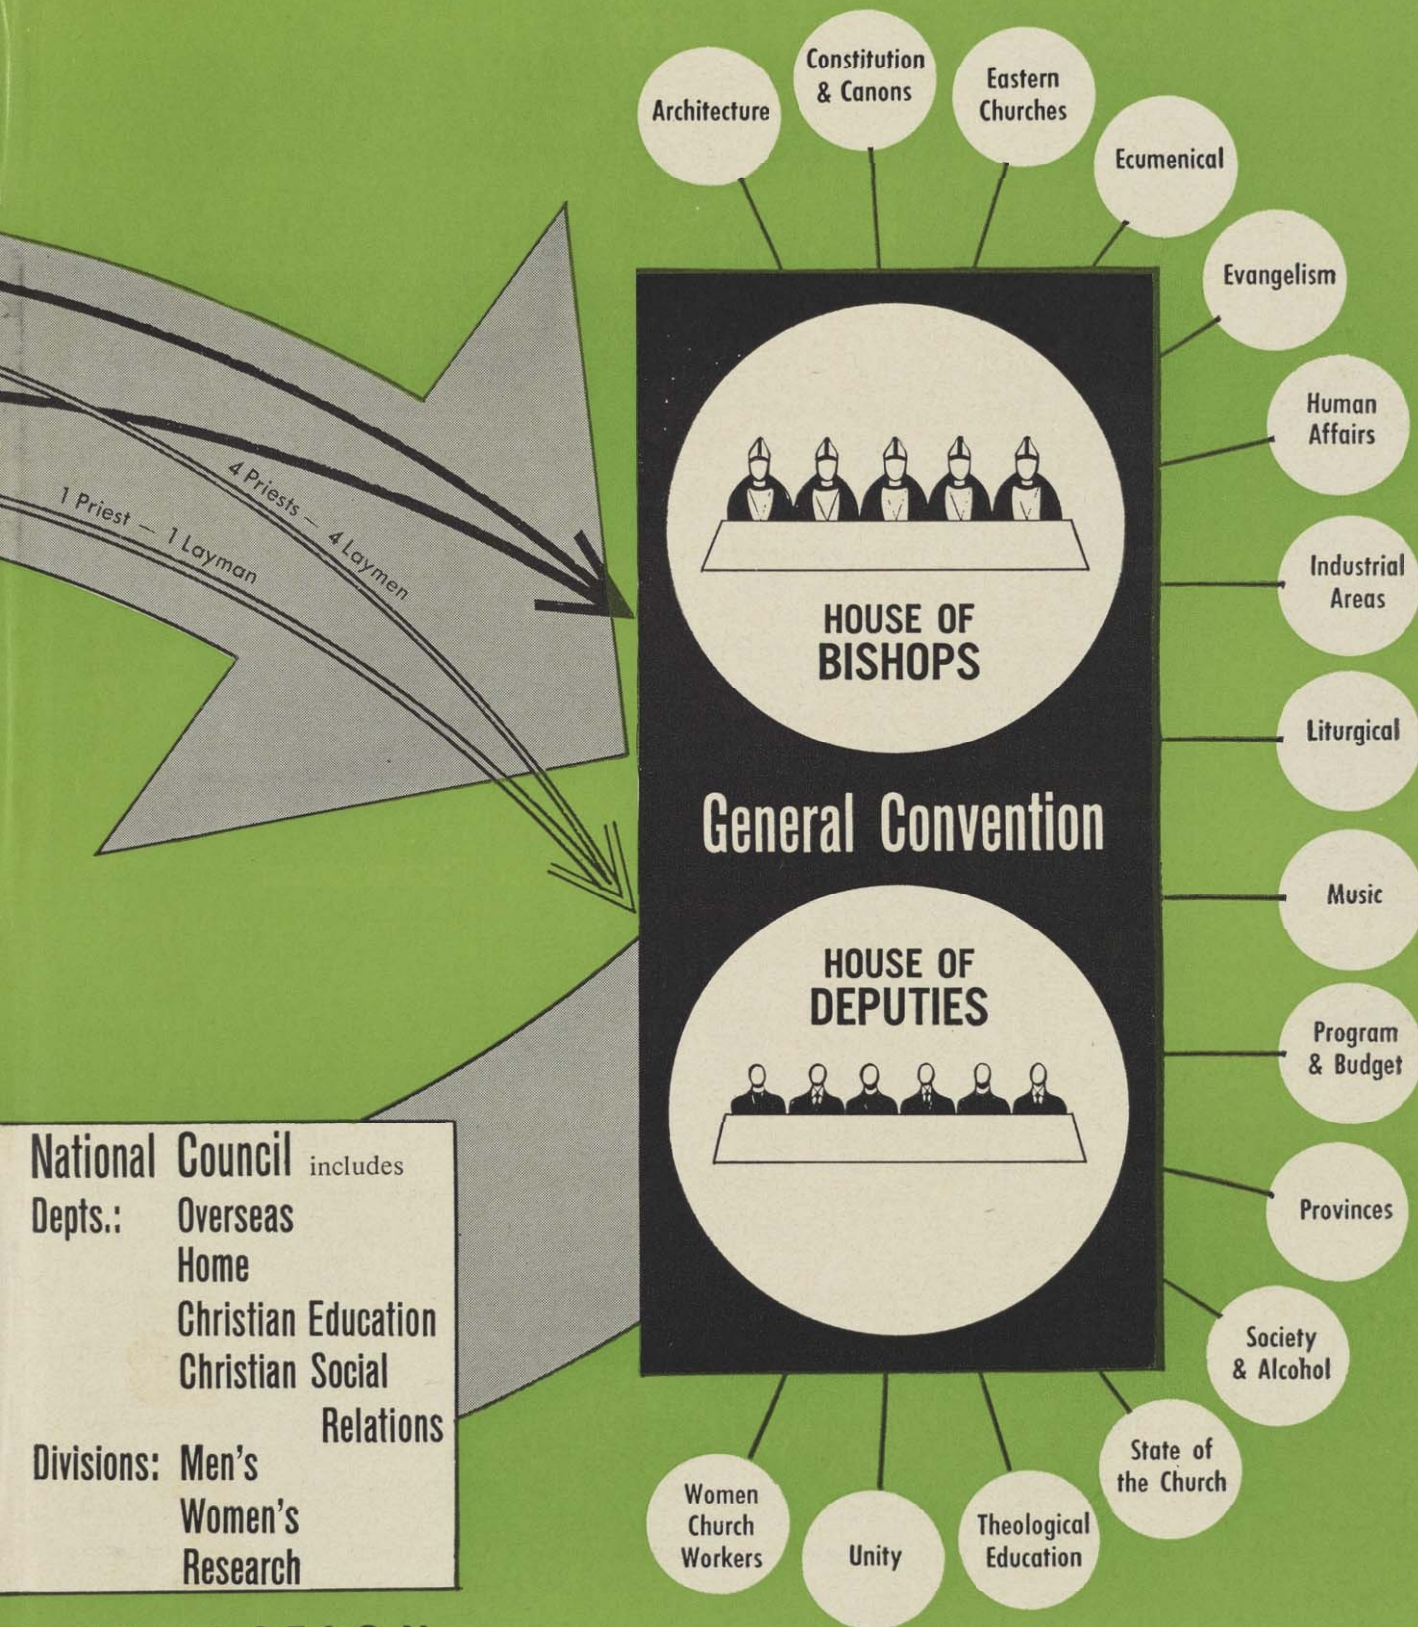 Architecture
Constitution
& Canons
Eastern
Churches
Ecumenical
Evangelism
Human
Affairs
Industrial
Areas
Liturgical
Music
Program
& Budget
Provinces
Society
& Alcohol
State of
the Church
Theological
Education
Unity
Women
Church
Workers
4 Priests — 4 Laymen
1 Priest — 1 Layman
HOUSE OF
BISHOPS
General Convention
HOUSE OF
DEPUTIES
National Council includes
Depts.: Overseas
Home
Christian Education
Christian Social
Relations
Divisions: Men's
Women's
Research